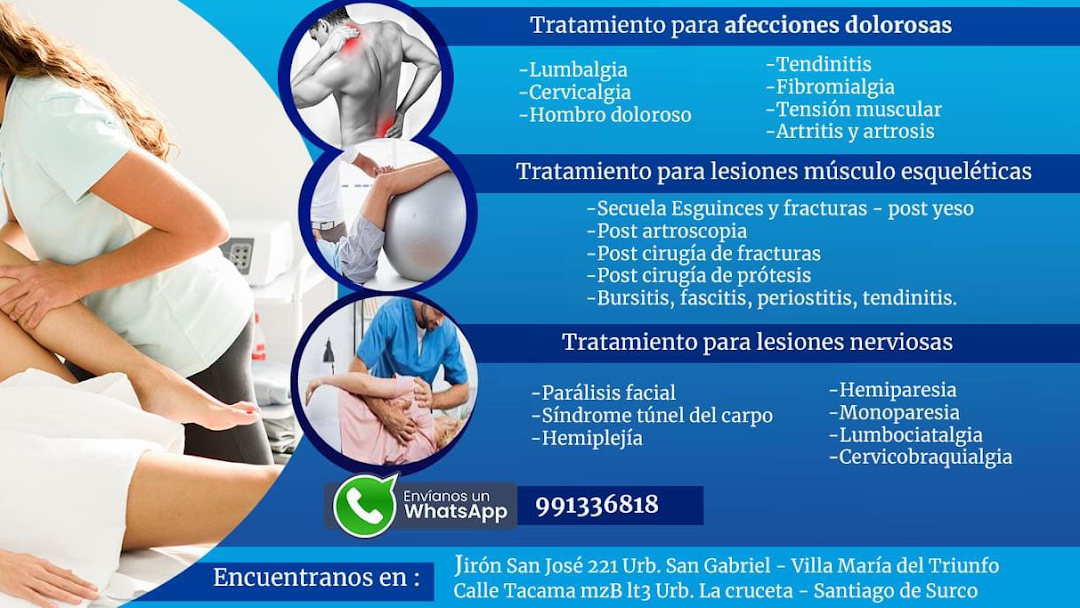 Tratamiento para afecciones dolorosas
-Lumbalgia
-Cervicalgia
-Hombro doloroso
-Tendinitis
-Fibromialgia
-Tensión muscular
-Artritis y artrosis
Tratamiento para lesiones músculo esqueléticas
-Secuela Esguinces y fracturas - post yeso
-Post artroscopia
-Post cirugía de fracturas
-Post cirugía de prótesis
-Bursitis, fascitis, periostitis, tendinitis.
Tratamiento para lesiones nerviosas
-Parálisis facial
-Síndrome túnel del carpo
-Hemiplejía
-Hemiparesia
-Monoparesia
-Lumbociatalgia
-Cervicobraquialgia
Envíanos un
WhatsApp
991336818
Encuentranos en :
Jirón San José 221 Urb. San Gabriel - Villa María del Triunfo
Calle Tacama mzB lt3 Urb. La cruceta - Santiago de Surco